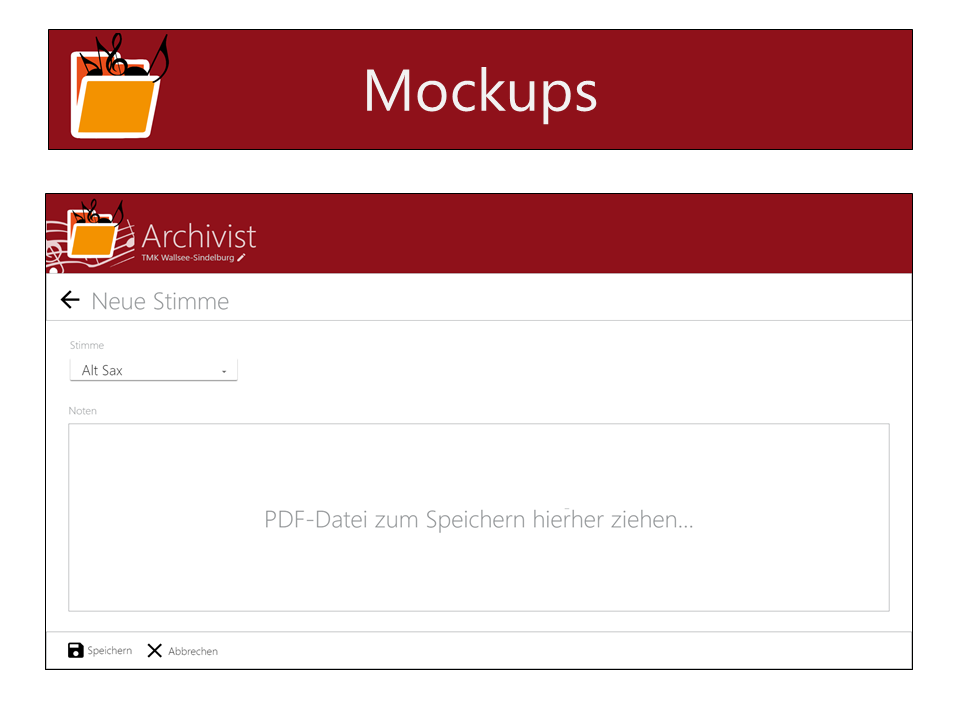 Mockups
Archivist
TMK Wallsee-Sindelburg
Neue Stimme
Stimme
Alt Sax
Noten
PDF-Datei zum Speichern hierher ziehen...
Speichern Abbrechen